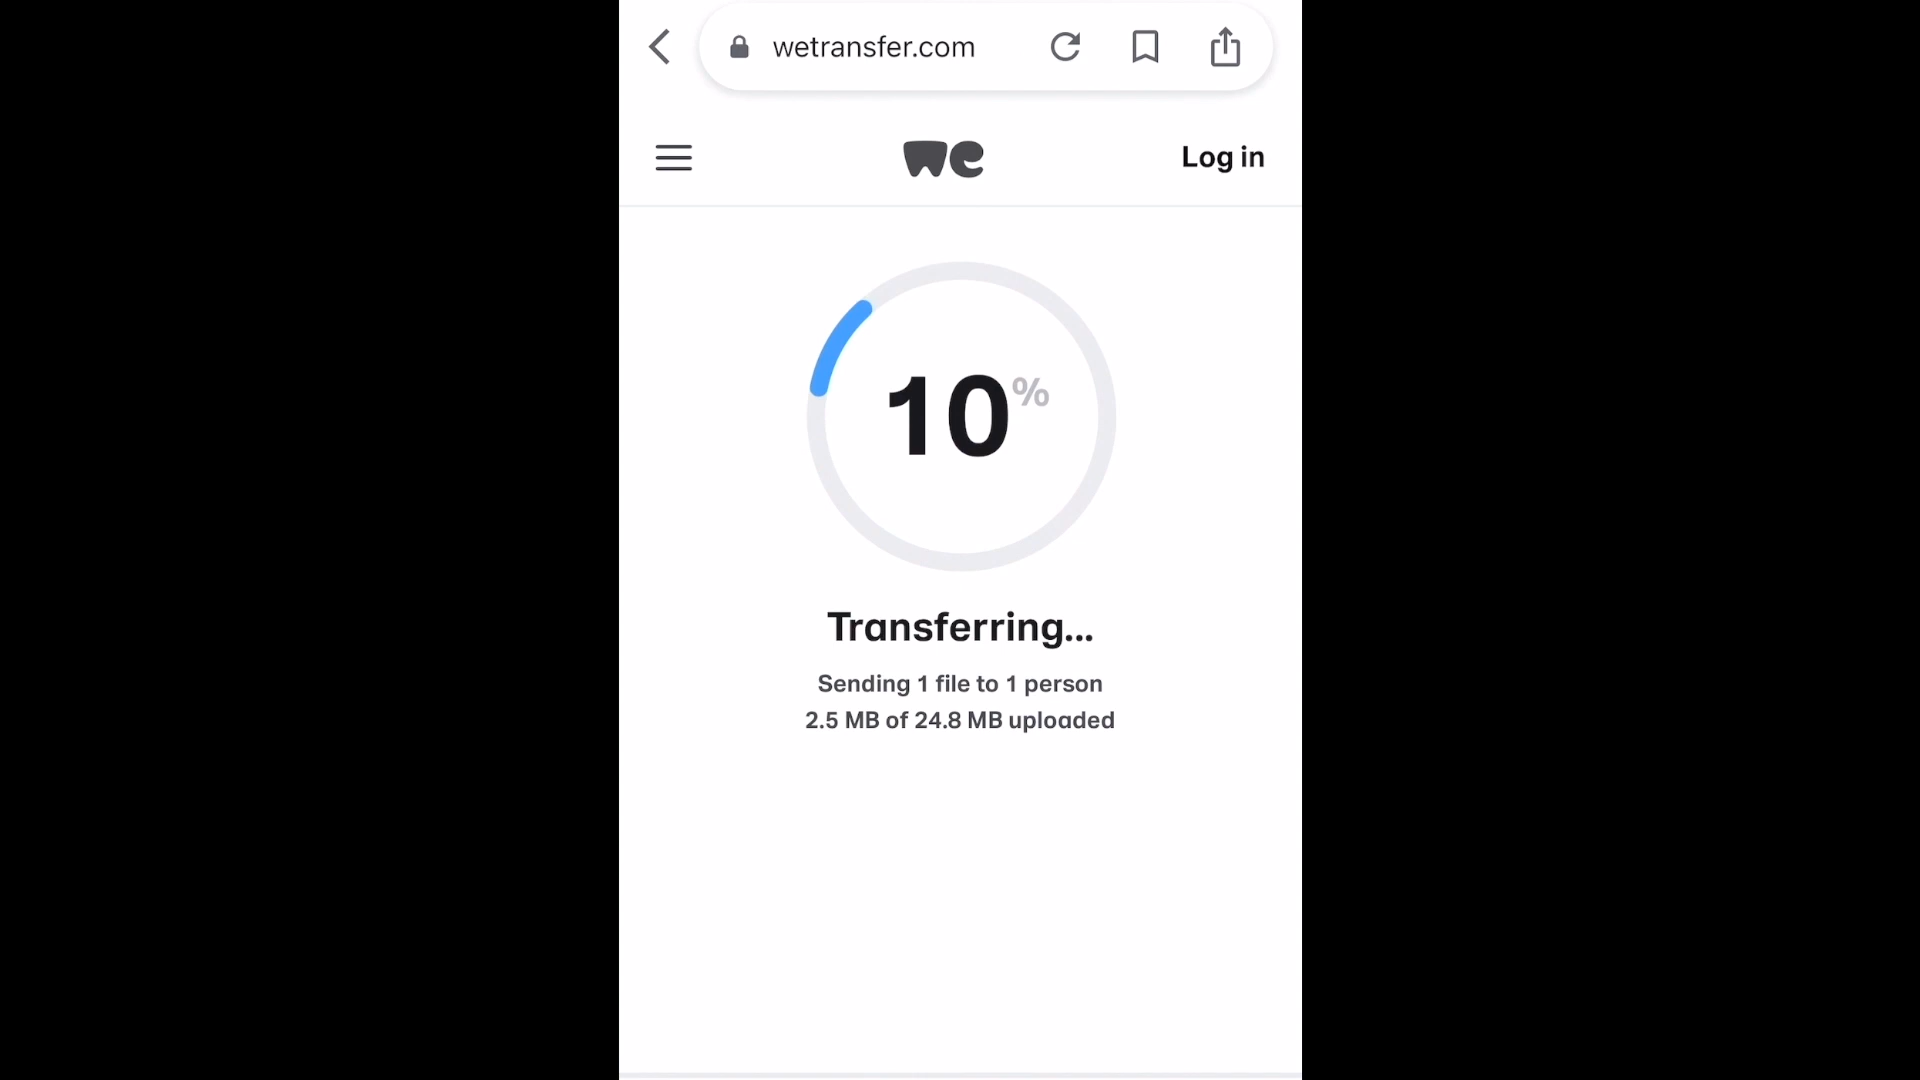 wetransfer.com
we
Log in
10%
Transferring...
Sending 1 file to 1 person
2.5 MB of 24.8 MB uploaded